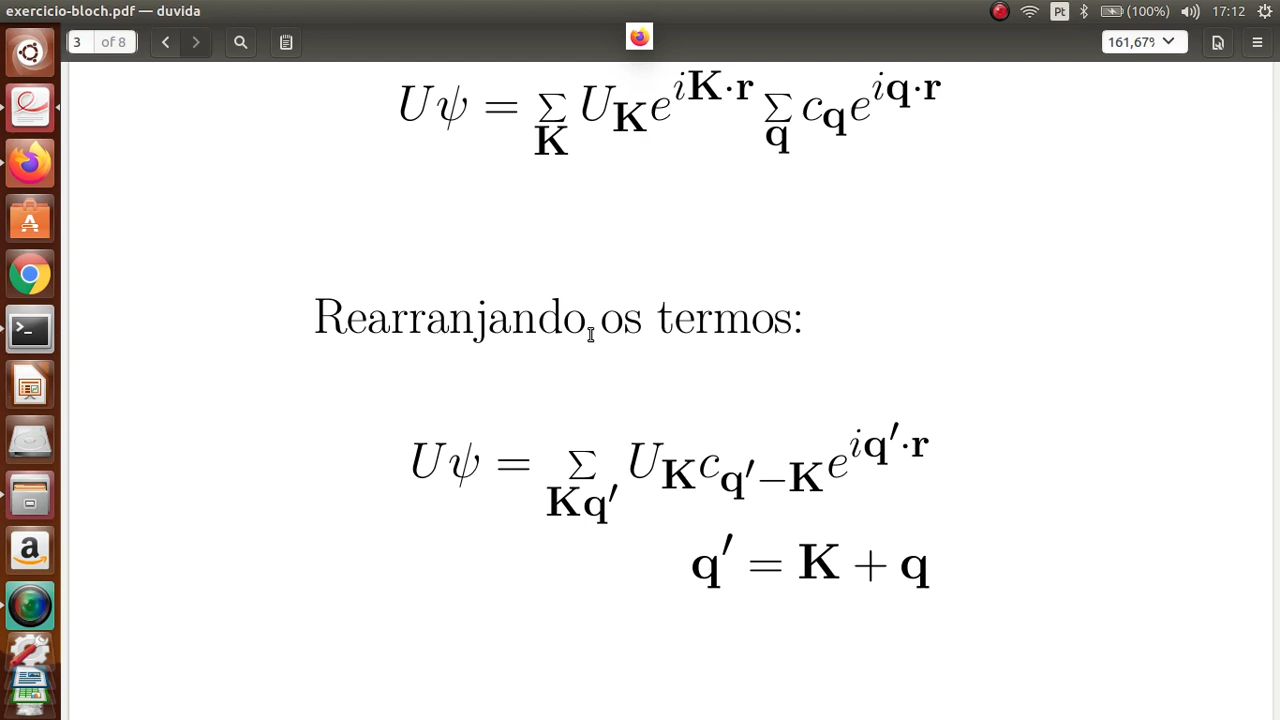 exercicio-bloch.pdf — duvida
Pt (100%) 17:12
3 of 8
161,67%
Uψ = ∑_K U_K e^{iK·r} ∑_q c_q e^{iq·r}
Rearranjando os termos:
Uψ = ∑_{Kq′} U_K c_{q′−K} e^{iq′·r}
q′ = K + q